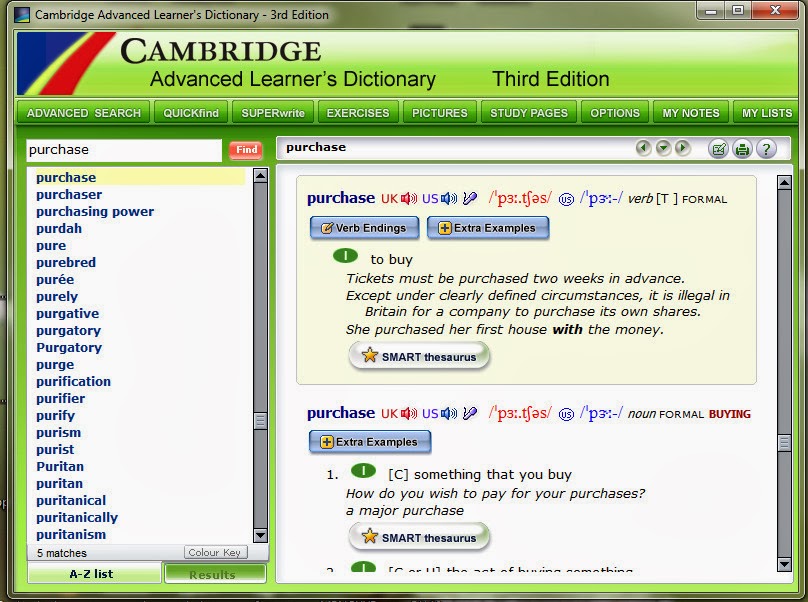 Cambridge Advanced Learner's Dictionary - 3rd Edition
CAMBRIDGE
Advanced Learner's Dictionary Third Edition
ADVANCED SEARCH QUICKfind SUPERwrite EXERCISES PICTURES STUDY PAGES OPTIONS MY NOTES MY LISTS
purchase Find
purchase
purchaser
purchasing power
purdah
pure
purebred
purée
purely
purgative
purgatory
Purgatory
purge
purification
purifier
purify
purism
purist
Puritan
puritan
puritanical
puritanically
puritanism
5 matches Colour Key
A-Z list Results
purchase ?
purchase UK US /ˈpɜː.tʃəs/ US /ˈpɝː-/ verb [T ] FORMAL
Verb Endings Extra Examples
I to buy
Tickets must be purchased two weeks in advance.
Except under clearly defined circumstances, it is illegal in
Britain for a company to purchase its own shares.
She purchased her first house with the money.
SMART thesaurus
purchase UK US /ˈpɜː.tʃəs/ US /ˈpɝː-/ noun FORMAL BUYING
Extra Examples
1. I [C] something that you buy
How do you wish to pay for your purchases?
a major purchase
SMART thesaurus
2. I [C or U] the act of buying something